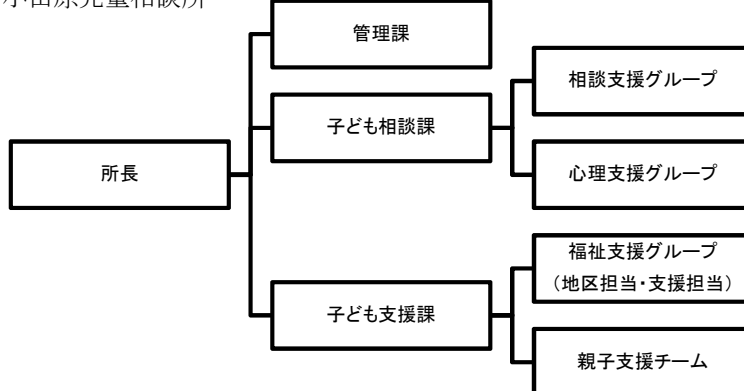 小田原児童相談所
管理課
子ども相談課
相談支援グループ
心理支援グループ
所長
子ども支援課
福祉支援グループ
（地区担当・支援担当）
親子支援チーム